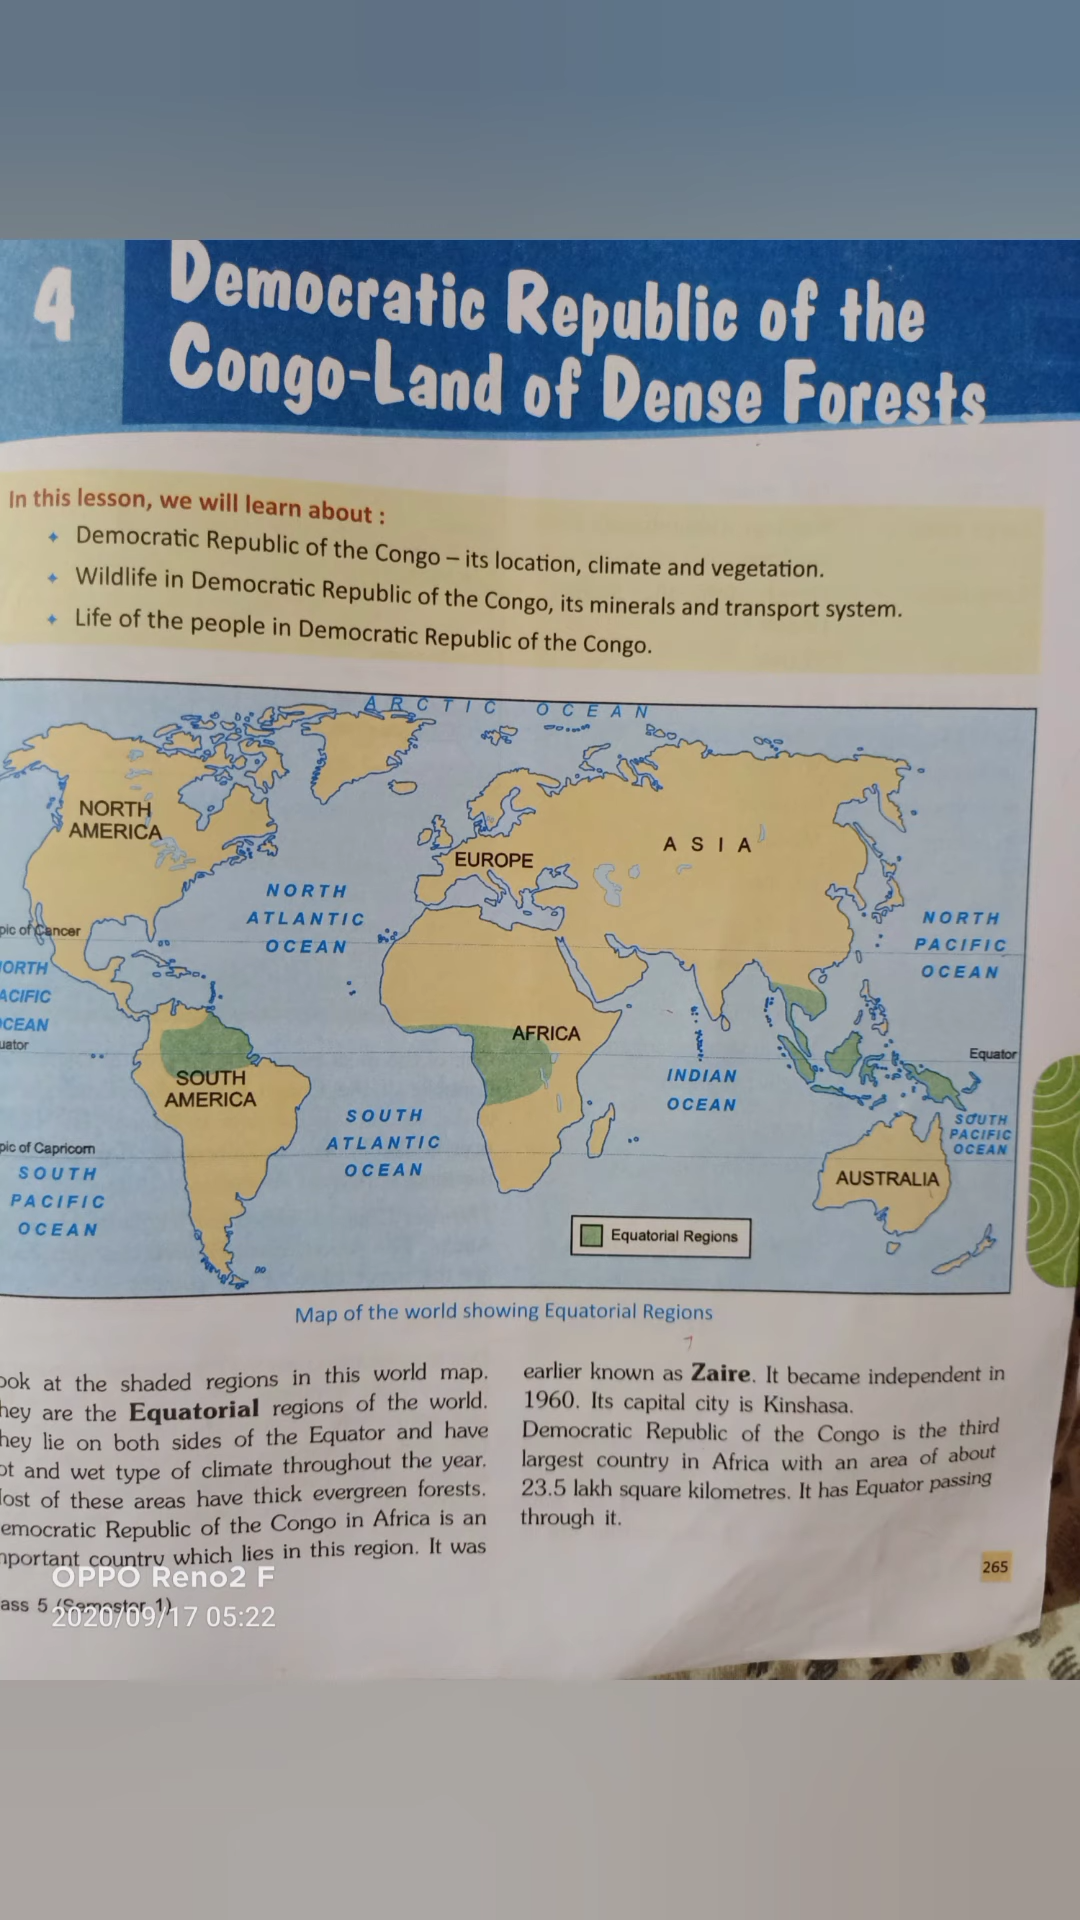 4
Democratic Republic of the
Congo-Land of Dense Forests
In this lesson, we will learn about :
Democratic Republic of the Congo – its location, climate and vegetation.
Wildlife in Democratic Republic of the Congo, its minerals and transport system.
Life of the people in Democratic Republic of the Congo.
ARCTIC OCEAN
NORTH
AMERICA
EUROPE
ASIA
NORTH
ATLANTIC
OCEAN
pic of Cancer
NORTH
PACIFIC
OCEAN
ORTH
ACIFIC
CEAN
uator
AFRICA
Equator
SOUTH
AMERICA
INDIAN
OCEAN
SOUTH
ATLANTIC
OCEAN
SOUTH
PACIFIC
OCEAN
pic of Capricorn
SOUTH
PACIFIC
OCEAN
AUSTRALIA
Equatorial Regions
Map of the world showing Equatorial Regions
ook at the shaded regions in this world map.
hey are the Equatorial regions of the world.
hey lie on both sides of the Equator and have
ot and wet type of climate throughout the year.
lost of these areas have thick evergreen forests.
emocratic Republic of the Congo in Africa is an
mportant country which lies in this region. It was
earlier known as Zaire. It became independent in
1960. Its capital city is Kinshasa.
Democratic Republic of the Congo is the third
largest country in Africa with an area of about
23.5 lakh square kilometres. It has Equator passing
through it.
265
ass 5 (Semester 1)
OPPO Reno2 F
2020/09/17 05:22